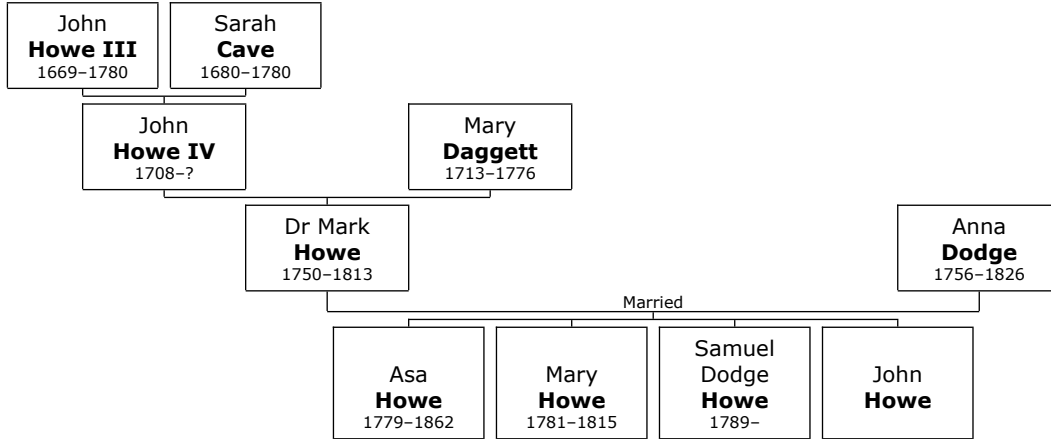 John
Howe III
1669–1780
Sarah
Cave
1680–1780
John
Howe IV
1708–?
Mary
Daggett
1713–1776
Dr Mark
Howe
1750–1813
Anna
Dodge
1756–1826
Married
Asa
Howe
1779–1862
Mary
Howe
1781–1815
Samuel
Dodge
Howe
1789–
John
Howe